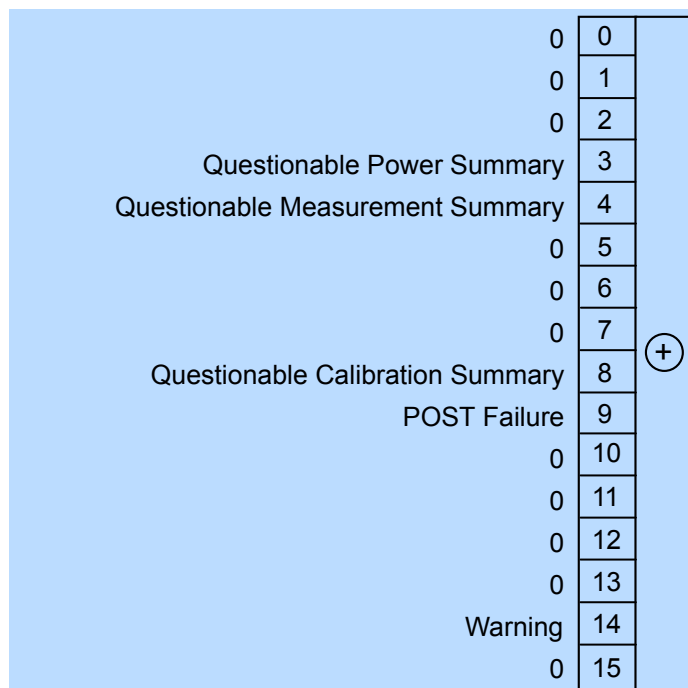 0 0
0 1
0 2
Questionable Power Summary 3
Questionable Measurement Summary 4
0 5
0 6
0 7
+
Questionable Calibration Summary 8
POST Failure 9
0 10
0 11
0 12
0 13
Warning 14
0 15